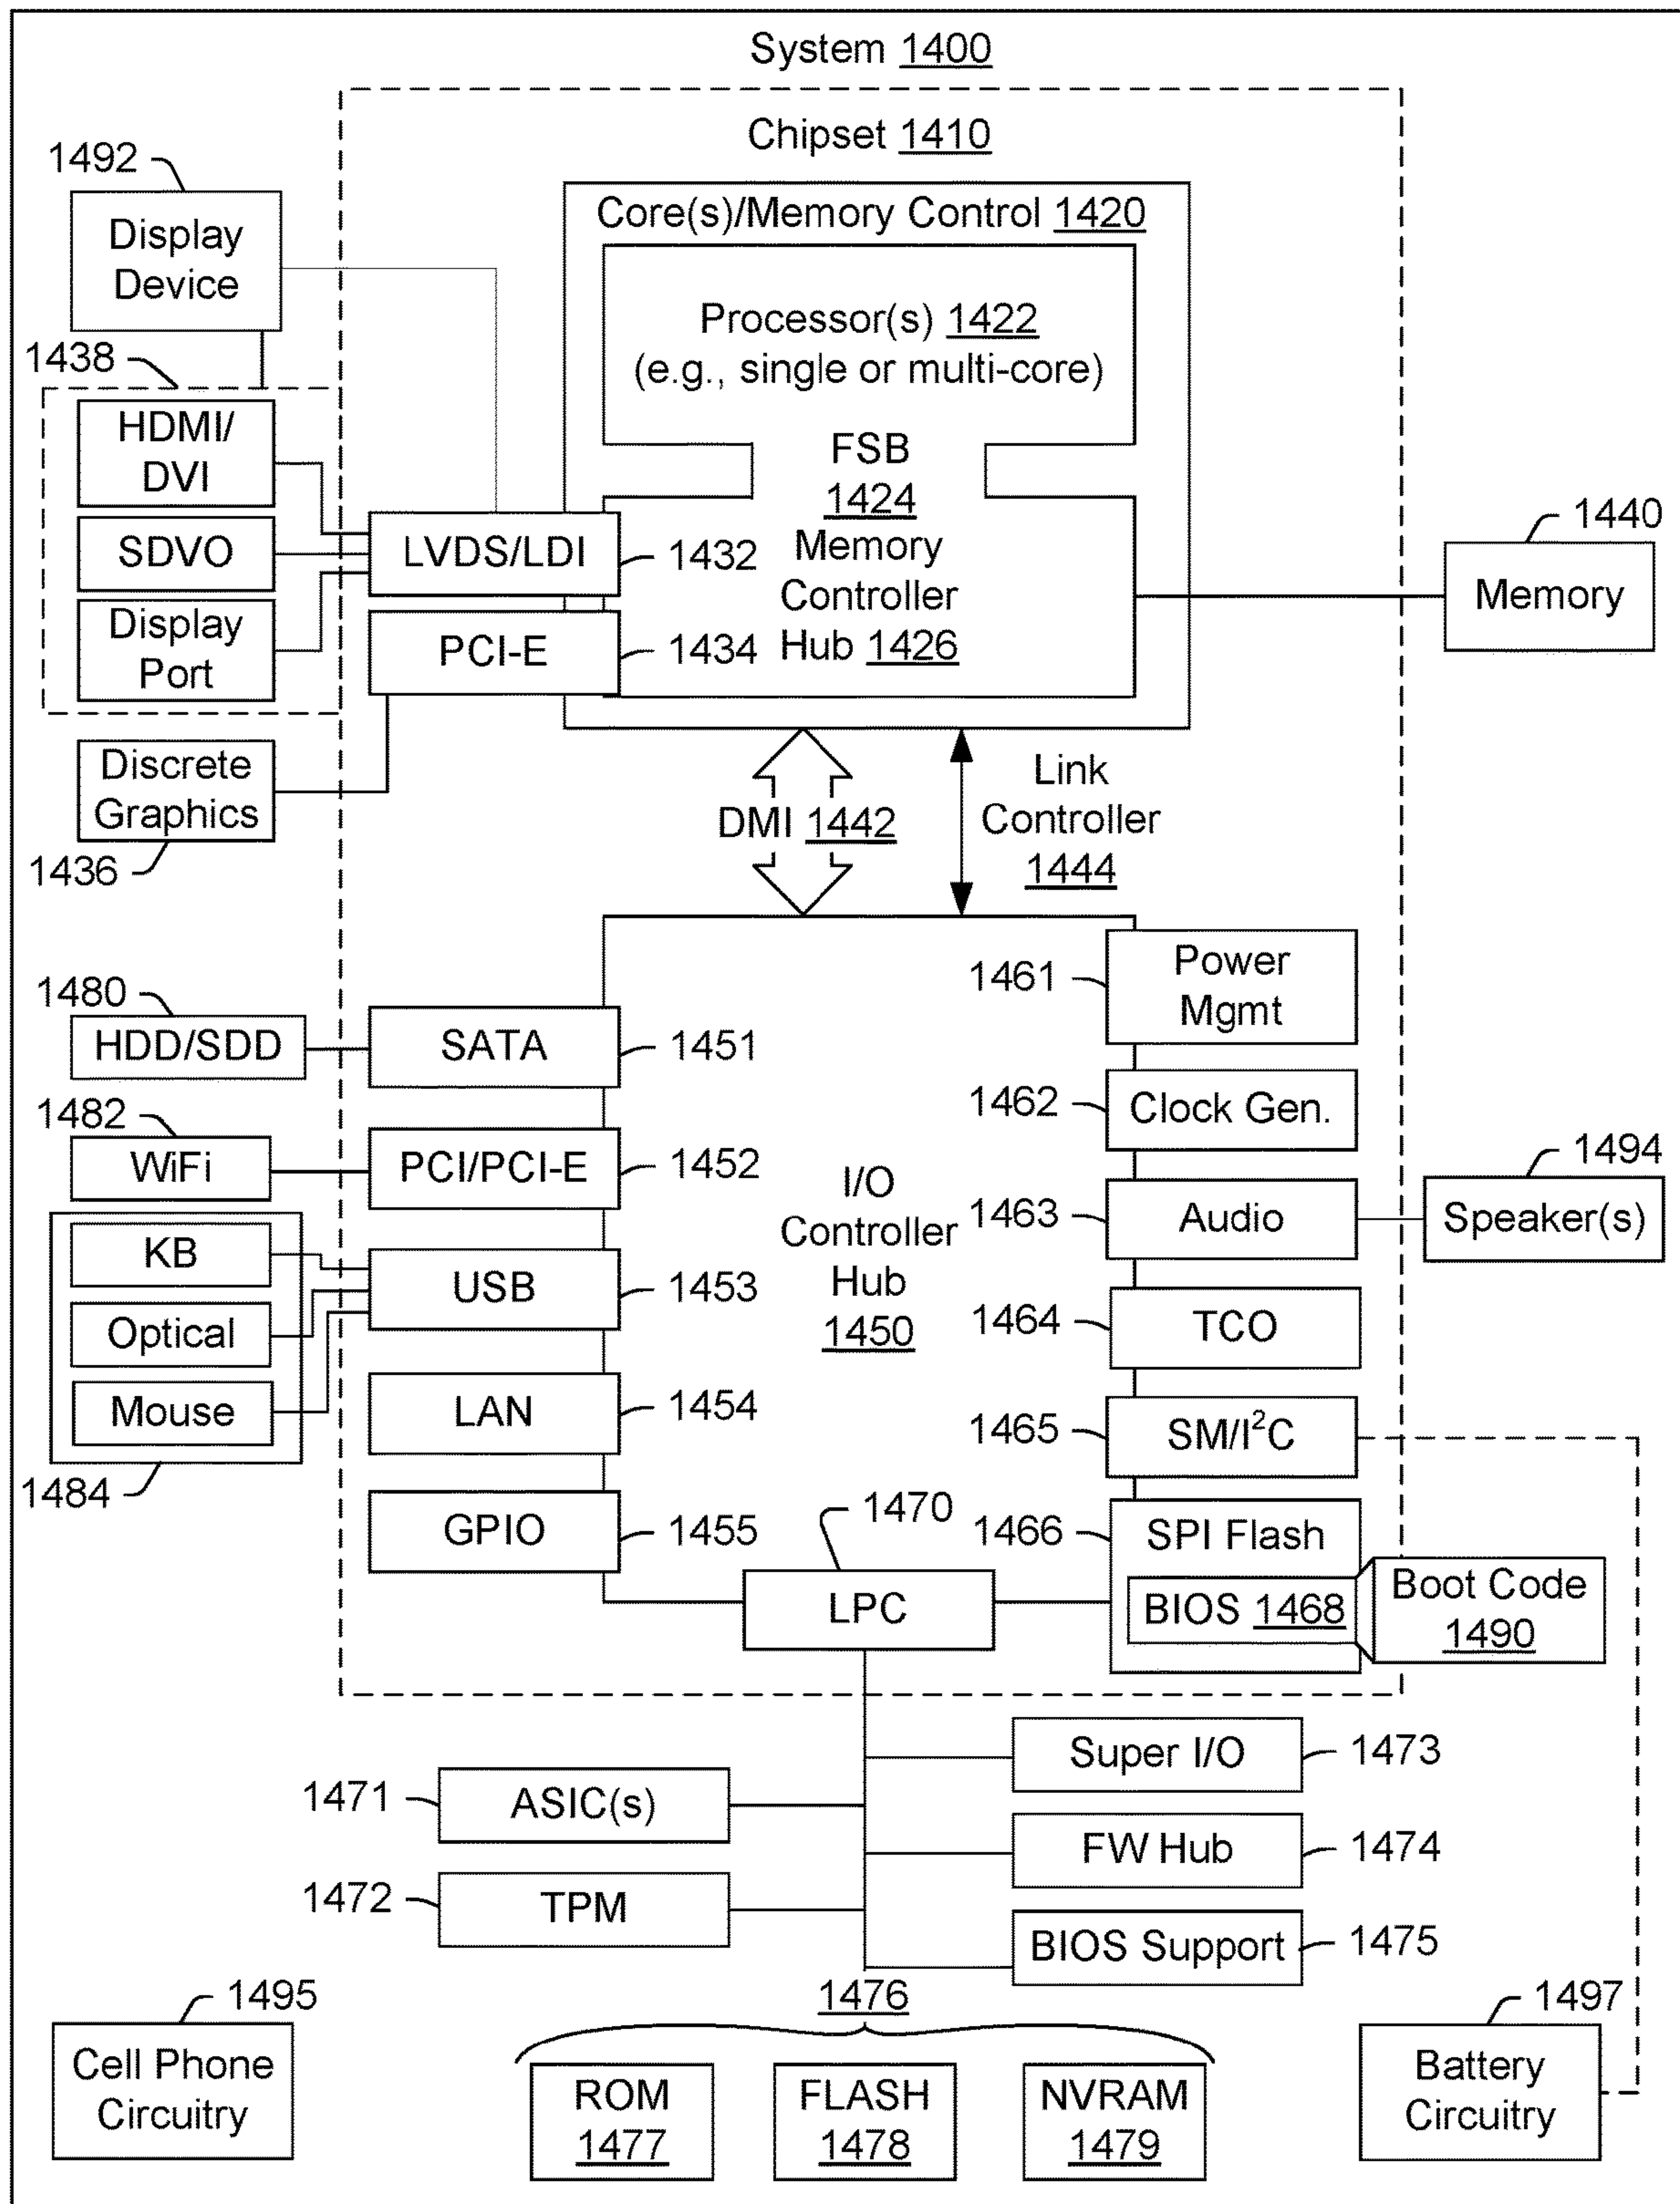 System 1400
Chipset 1410
1492
Display
Device
Core(s)/Memory Control 1420
Processor(s) 1422
(e.g., single or multi-core)
1438
HDMI/
DVI
SDVO
Display
Port
FSB
1424
LVDS/LDI
1432
PCI-E
1434
Memory
Controller
Hub 1426
1440
Memory
Discrete
Graphics
1436
DMI 1442
Link
Controller
1444
1480
HDD/SDD
SATA
1451
1482
WiFi
PCI/PCI-E
1452
KB
Optical
Mouse
1484
USB
1453
LAN
1454
GPIO
1455
I/O
Controller
Hub
1450
1461
Power
Mgmt
1462
Clock Gen.
1463
Audio
1494
Speaker(s)
1464
TCO
1465
SM/I²C
1466
SPI Flash
BIOS 1468
Boot Code
1490
1470
LPC
1471
ASIC(s)
1472
TPM
Super I/O
1473
FW Hub
1474
BIOS Support
1475
1495
Cell Phone
Circuitry
1476
ROM
1477
FLASH
1478
NVRAM
1479
1497
Battery
Circuitry